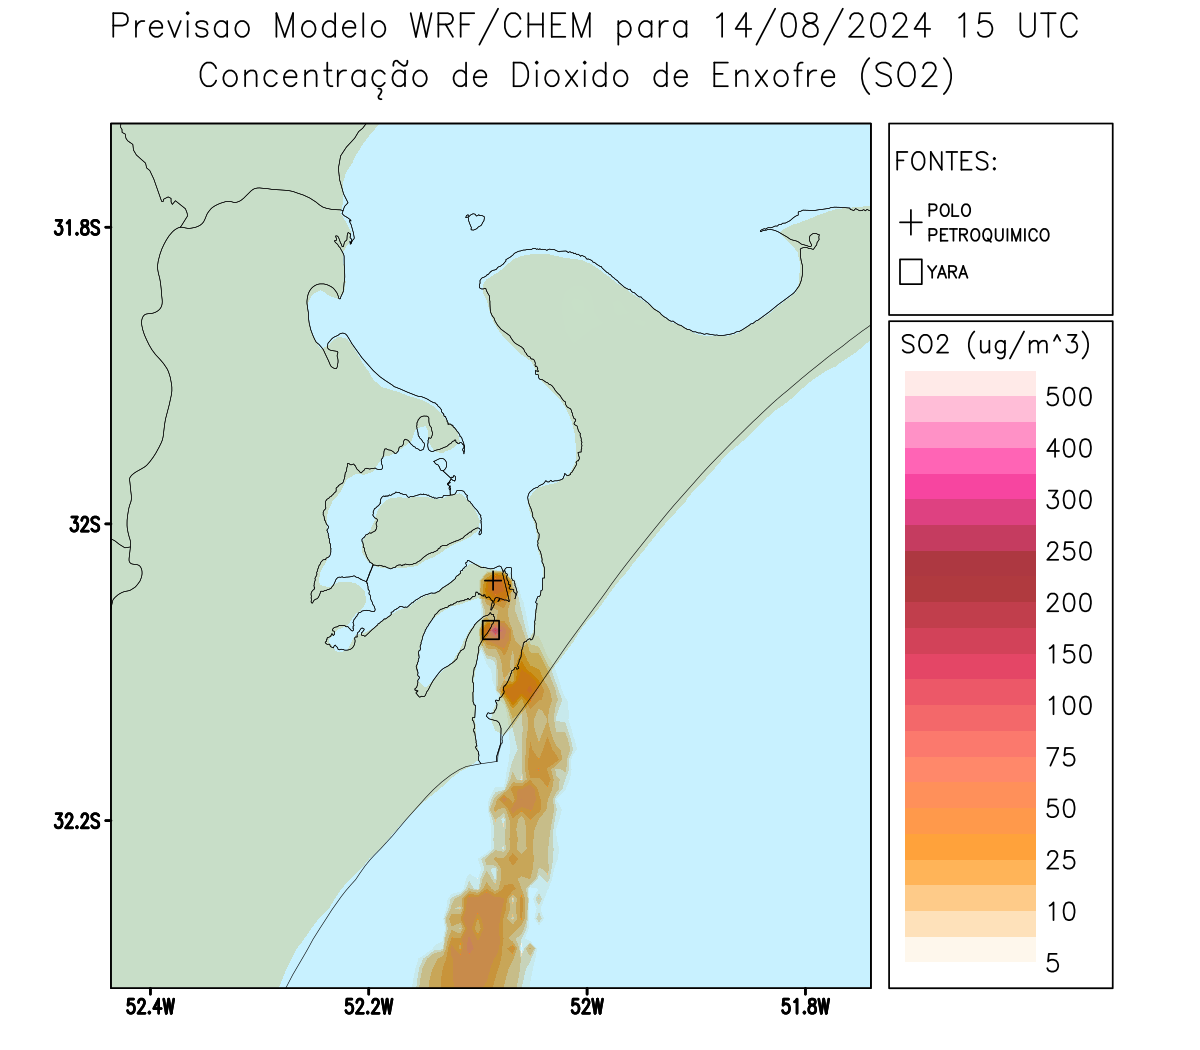 Previsao Modelo WRF/CHEM para 14/08/2024 15 UTC
Concentração de Dioxido de Enxofre (SO2)
FONTES:
POLO
PETROQUIMICO
YARA
31.8S
32S
32.2S
52.4W
52.2W
52W
51.8W
SO2 (ug/m^3)
500
400
300
250
200
150
100
75
50
25
10
5